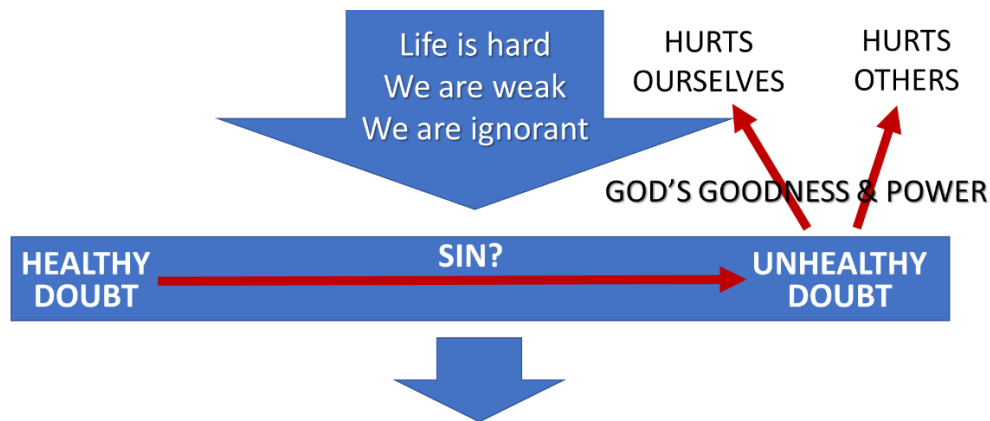 Life is hard
We are weak
We are ignorant
HURTS
OURSELVES
HURTS
OTHERS
GOD'S GOODNESS & POWER
HEALTHY
DOUBT
SIN?
UNHEALTHY
DOUBT